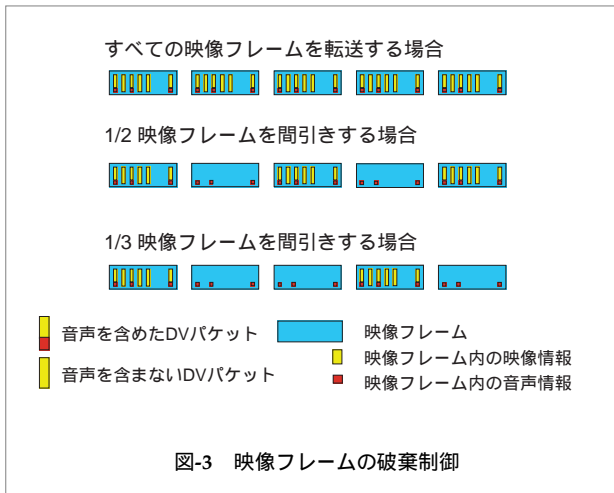 すべての映像フレームを転送する場合
1/2 映像フレームを間引きする場合
1/3 映像フレームを間引きする場合
音声を含めたDVパケット
音声を含まないDVパケット
映像フレーム
映像フレーム内の映像情報
映像フレーム内の音声情報
図-3 映像フレームの破棄制御